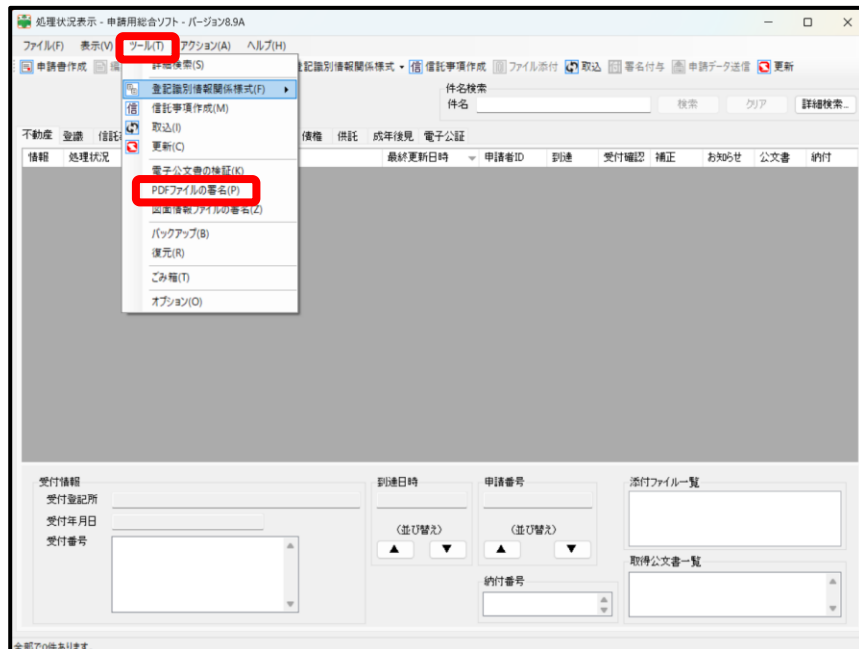 処理状況表示 - 申請用総合ソフト - バージョン8.9A
ファイル(F) 表示(V) ツール(T) アクション(A) ヘルプ(H)
申請書作成 登記識別情報関係様式 信 信託事項作成 ファイル添付 取込 署名付与 申請データ送信 更新
詳細検索(S)
登記識別情報関係様式(F)
信 信託事項作成(M)
取込(I)
更新(C)
電子公文書の検証(K)
PDFファイルの署名(P)
図面情報ファイルの署名(Z)
バックアップ(B)
復元(R)
ごみ箱(T)
オプション(O)
件名検索
件名 検索 クリア 詳細検索...
不動産 登識 債権 供託 成年後見 電子公証
情報 処理状況 最終更新日時 申請者ID 到達 受付確認 補正 お知らせ 公文書 納付
受付情報
受付登記所
受付年月日
受付番号
到達日時
(並び替え)
▲ ▼
申請番号
(並び替え)
▲ ▼
納付番号
添付ファイル一覧
取得公文書一覧
全部で0件あります